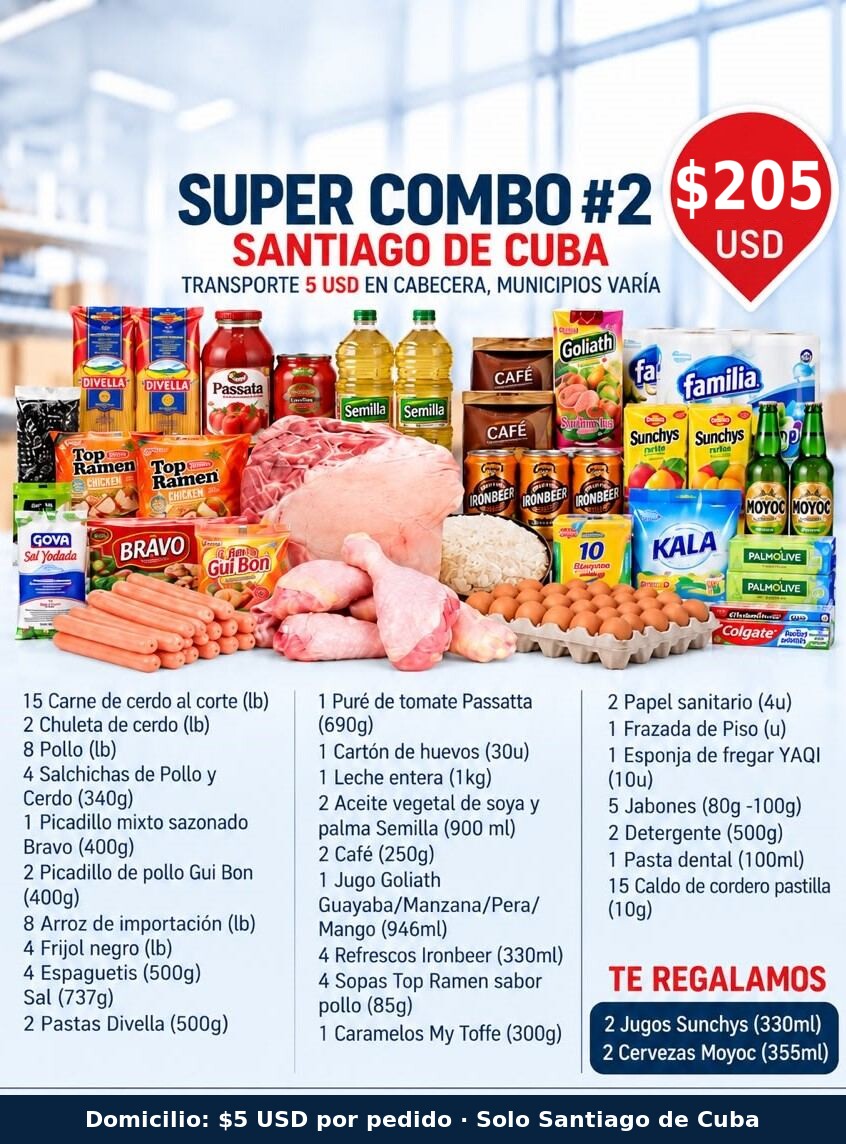 SUPER COMBO #2
$205
USD
SANTIAGO DE CUBA
TRANSPORTE 5 USD EN CABECERA, MUNICIPIOS VARÍA
DIVELLA
DIVELLA
Passata
Semilla
Semilla
CAFÉ
CAFÉ
Goliath
familia
Sunchys
Sunchys
Top Ramen
CHICKEN
Top Ramen
CHICKEN
IRONBEER
IRONBEER
IRONBEER
MOYOC
MOYOC
GOYA
Sal Yodada
BRAVO
Gui Bon
10
KALA
PALMOLIVE
PALMOLIVE
Colgate
15 Carne de cerdo al corte (lb)
2 Chuleta de cerdo (lb)
8 Pollo (lb)
4 Salchichas de Pollo y
Cerdo (340g)
1 Picadillo mixto sazonado
Bravo (400g)
2 Picadillo de pollo Gui Bon
(400g)
8 Arroz de importación (lb)
4 Frijol negro (lb)
4 Espaguetis (500g)
Sal (737g)
2 Pastas Divella (500g)
1 Puré de tomate Passatta
(690g)
1 Cartón de huevos (30u)
1 Leche entera (1kg)
2 Aceite vegetal de soya y
palma Semilla (900 ml)
2 Café (250g)
1 Jugo Goliath
Guayaba/Manzana/Pera/
Mango (946ml)
4 Refrescos Ironbeer (330ml)
4 Sopas Top Ramen sabor
pollo (85g)
1 Caramelos My Toffe (300g)
2 Papel sanitario (4u)
1 Frazada de Piso (u)
1 Esponja de fregar YAQI
(10u)
5 Jabones (80g -100g)
2 Detergente (500g)
1 Pasta dental (100ml)
15 Caldo de cordero pastilla
(10g)
TE REGALAMOS
2 Jugos Sunchys (330ml)
2 Cervezas Moyoc (355ml)
Domicilio: $5 USD por pedido · Solo Santiago de Cuba